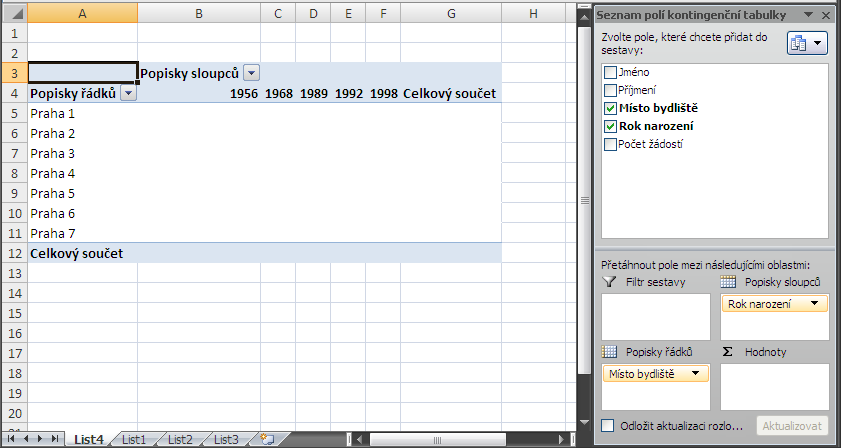 A B C D E F G H
1
2
3 Popisky sloupců
4 Popisky řádků 1956 1968 1989 1992 1998 Celkový součet
5 Praha 1
6 Praha 2
7 Praha 3
8 Praha 4
9 Praha 5
10 Praha 6
11 Praha 7
12 Celkový součet
13
14
15
16
17
18
19
20
List4 List1 List2 List3
Seznam polí kontingenční tabulky
Zvolte pole, které chcete přidat do
sestavy:
Jméno
Příjmení
Místo bydliště
Rok narození
Počet žádostí
Přetáhnout pole mezi následujícími oblastmi:
Filtr sestavy Popisky sloupců
Rok narození
Popisky řádků Σ Hodnoty
Místo bydliště
Odložit aktualizaci rozlo... Aktualizovat